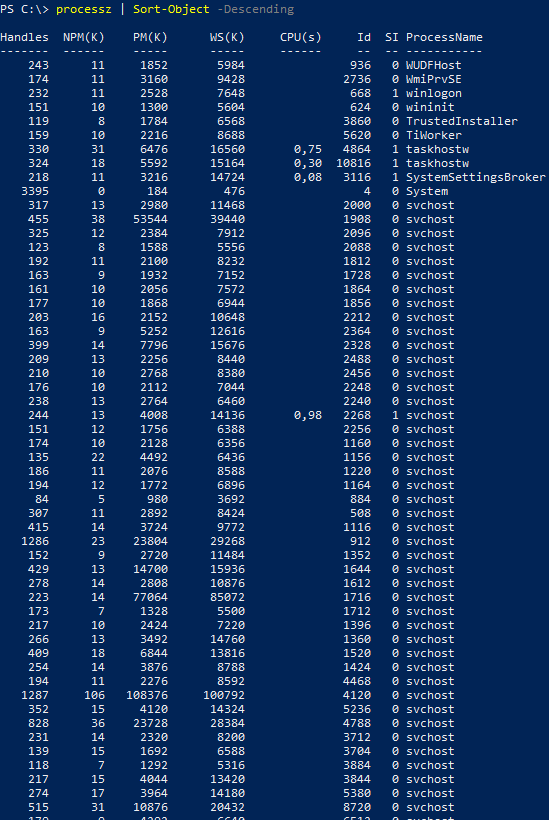 PS C:\> processz | Sort-Object -Descending
Handles NPM(K) PM(K) WS(K) CPU(s) Id SI ProcessName
------- ------ ----- ----- ------ -- -- -----------
243 11 1852 5984 936 0 WUDFHost
174 11 3160 9428 2736 0 WmiPrvSE
232 11 2528 7648 668 1 winlogon
151 10 1300 5604 624 0 wininit
119 8 1784 6568 3860 0 TrustedInstaller
159 10 2216 8688 5620 0 TiWorker
330 31 6476 16560 0,75 4864 1 taskhostw
324 18 5592 15164 0,30 10816 1 taskhostw
218 11 3216 14724 0,08 3116 1 SystemSettingsBroker
3395 0 184 476 4 0 System
317 13 2980 11468 2000 0 svchost
455 38 53544 39440 1908 0 svchost
325 12 2384 7912 2096 0 svchost
123 8 1588 5556 2088 0 svchost
192 11 2100 8232 1812 0 svchost
163 9 1932 7152 1728 0 svchost
161 10 2056 7572 1864 0 svchost
177 10 1868 6944 1856 0 svchost
203 16 2152 10648 2212 0 svchost
163 9 5252 12616 2364 0 svchost
399 14 7796 15676 2328 0 svchost
209 13 2256 8440 2488 0 svchost
210 10 2768 8380 2456 0 svchost
176 10 2112 7044 2248 0 svchost
238 13 2764 6460 2240 0 svchost
244 13 4008 14136 0,98 2268 1 svchost
151 12 1756 6388 2256 0 svchost
174 10 2128 6356 1160 0 svchost
135 22 4492 6436 1156 0 svchost
186 11 2076 8588 1220 0 svchost
194 12 1772 6896 1164 0 svchost
84 5 980 3692 884 0 svchost
307 11 2892 8424 508 0 svchost
415 14 3724 9772 1116 0 svchost
1286 23 23804 29268 912 0 svchost
152 9 2720 11484 1352 0 svchost
429 13 14700 15936 1644 0 svchost
278 14 2808 10876 1612 0 svchost
223 14 77064 85072 1716 0 svchost
173 7 1328 5500 1712 0 svchost
217 10 2424 7220 1396 0 svchost
266 13 3492 14760 1360 0 svchost
409 18 6844 13816 1520 0 svchost
254 14 3876 8788 1424 0 svchost
194 11 2276 8592 4468 0 svchost
1287 106 108376 100792 4120 0 svchost
352 15 4120 14324 5236 0 svchost
828 36 23728 28384 4788 0 svchost
231 14 2320 8200 3712 0 svchost
139 15 1692 6588 3704 0 svchost
118 7 1292 5316 3884 0 svchost
217 15 4044 13420 3844 0 svchost
274 17 3964 14180 5380 0 svchost
515 31 10876 20432 8720 0 svchost